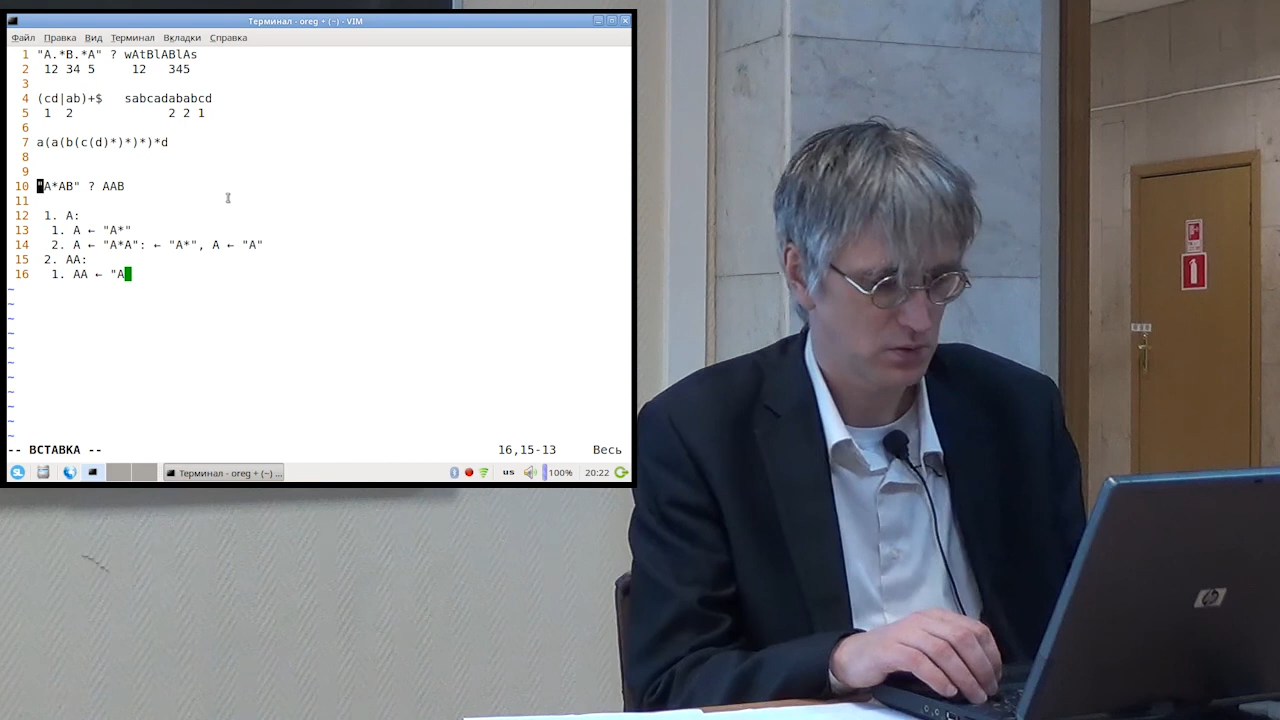 Терминал - oreg + (~) - VIM
Файл Правка Вид Терминал Вкладки Справка
1 "A.*B.*A" ? wAtBlABlAs
2 12 34 5 12 345
3
4 (cd|ab)+$ sabcadababcd
5 1 2 2 2 1
6
7 a(a(b(c(d)*)*)*)*d
8
9
10 "A*AB" ? AAB
11
12 1. A:
13 1. A ← "A*"
14 2. A ← "A*A": ← "A*", A ← "A"
15 2. AA:
16 1. AA ← "A
~
~
~
~
~
~
~
~
~
~
~
-- ВСТАВКА -- 16,15-13 Весь
SL Терминал - oreg + (~) ... us 100% 20:22
hp